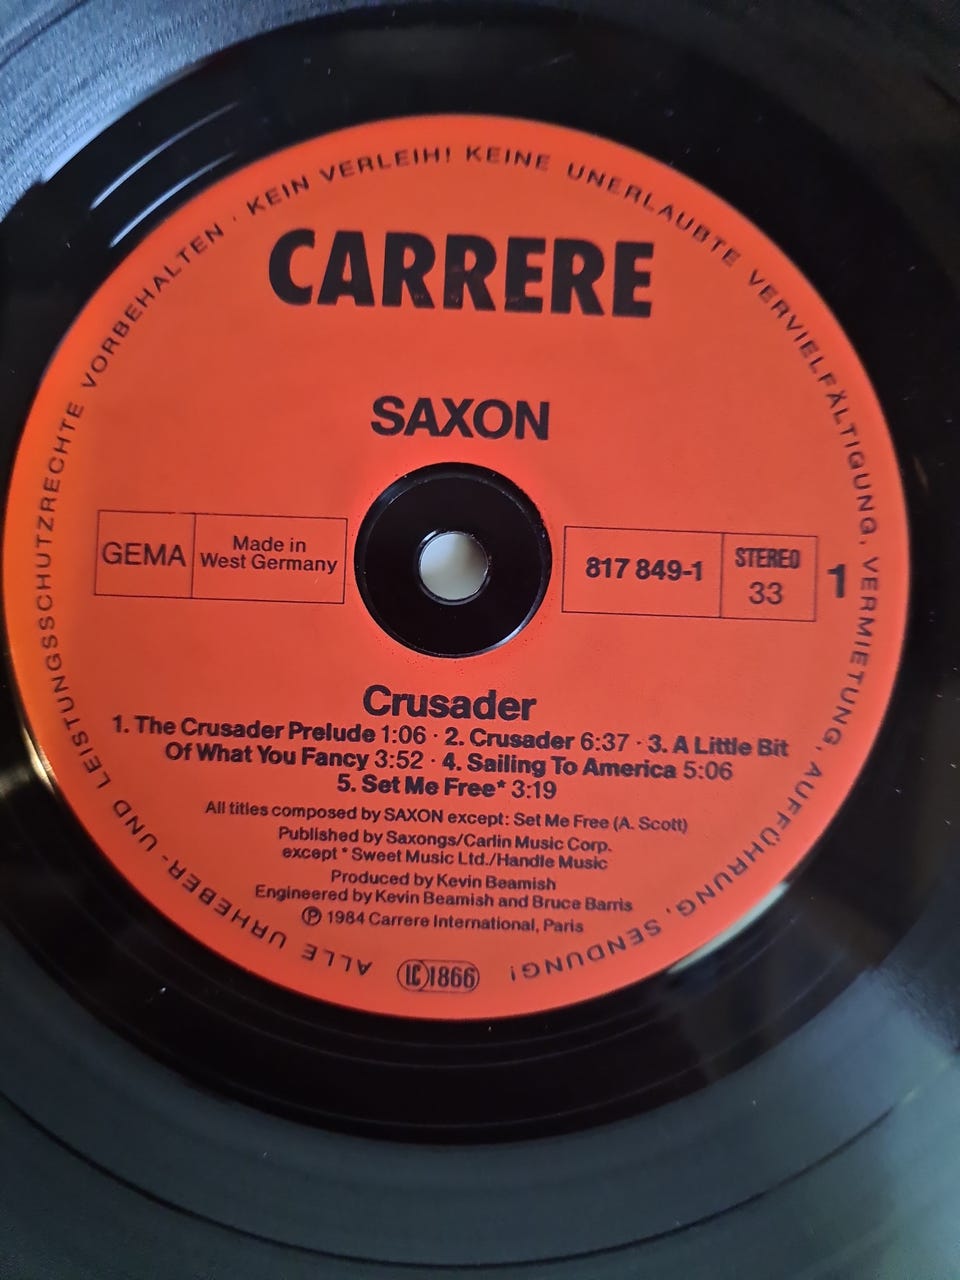 ALLE URHEBER- UND LEISTUNGSSCHUTZRECHTE VORBEHALTEN · KEIN VERLEIH! KEINE UNERLAUBTE VERVIELFÄLTIGUNG, VERMIETUNG, AUFFÜHRUNG, SENDUNG!
CARRERE
SAXON
GEMA
Made in
West Germany
817 849-1
STEREO
33
1
Crusader
1. The Crusader Prelude 1:06 · 2. Crusader 6:37 · 3. A Little Bit
Of What You Fancy 3:52 · 4. Sailing To America 5:06
5. Set Me Free* 3:19
All titles composed by SAXON except: Set Me Free (A. Scott)
Published by Saxongs/Carlin Music Corp.
except * Sweet Music Ltd./Handle Music
Produced by Kevin Beamish
Engineered by Kevin Beamish and Bruce Barris
℗ 1984 Carrere International, Paris
LC 1866